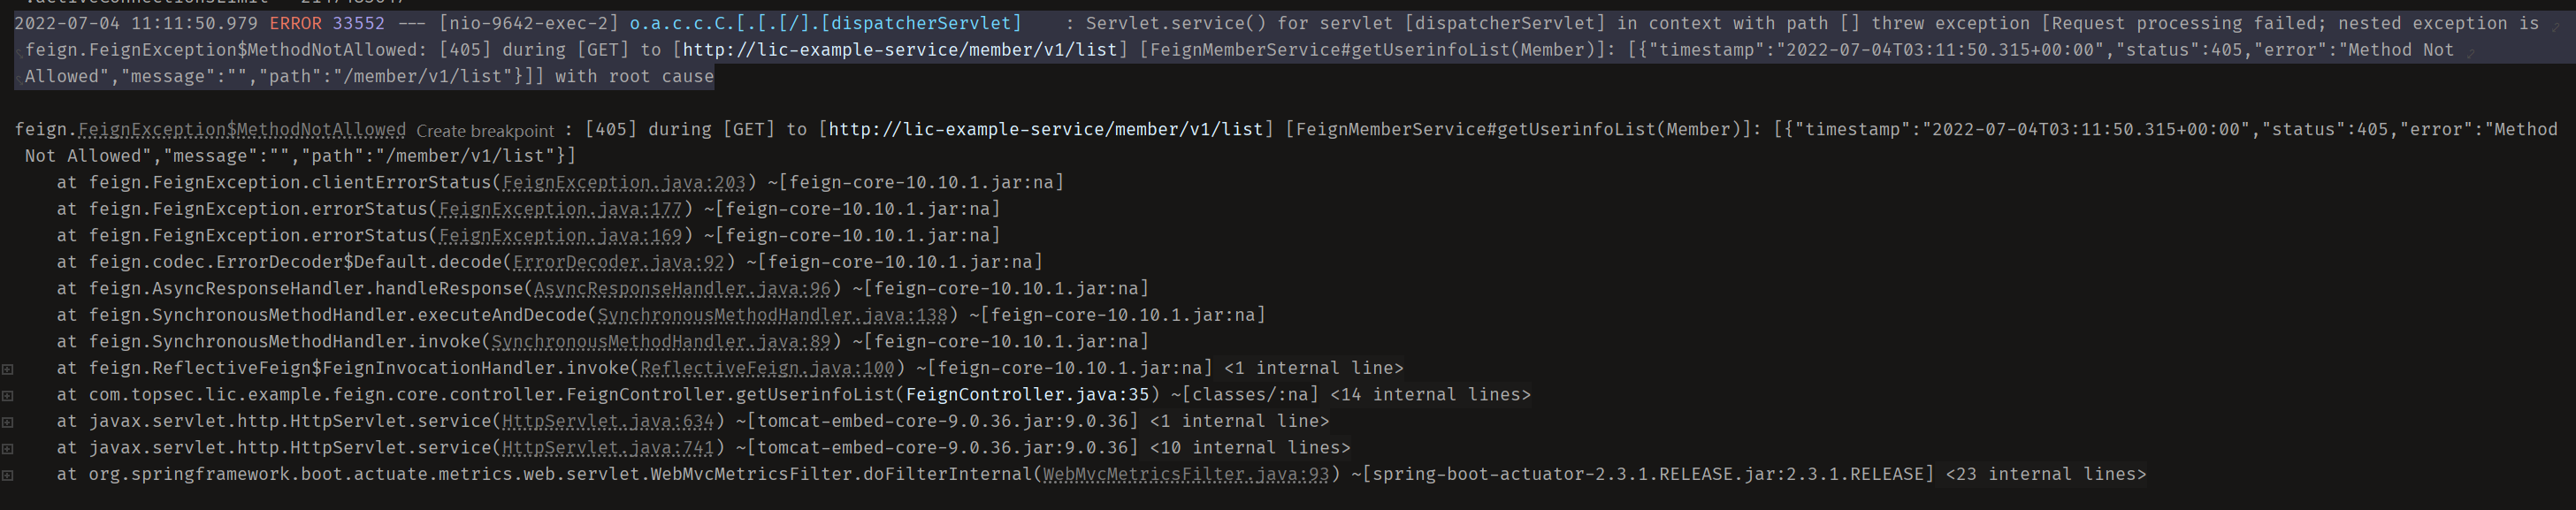 2022-07-04 11:11:50.979 ERROR 33552 --- [nio-9642-exec-2] o.a.c.c.C.[.[.[/].[dispatcherServlet]    : Servlet.service() for servlet [dispatcherServlet] in context with path [] threw exception [Request processing failed; nested exception is
feign.FeignException$MethodNotAllowed: [405] during [GET] to [http://lic-example-service/member/v1/list] [FeignMemberService#getUserinfoList(Member)]: [{"timestamp":"2022-07-04T03:11:50.315+00:00","status":405,"error":"Method Not
Allowed","message":"","path":"/member/v1/list"}]] with root cause
feign.FeignException$MethodNotAllowed Create breakpoint : [405] during [GET] to [http://lic-example-service/member/v1/list] [FeignMemberService#getUserinfoList(Member)]: [{"timestamp":"2022-07-04T03:11:50.315+00:00","status":405,"error":"Method
Not Allowed","message":"","path":"/member/v1/list"}]
at feign.FeignException.clientErrorStatus(FeignException.java:203) ~[feign-core-10.10.1.jar:na]
at feign.FeignException.errorStatus(FeignException.java:177) ~[feign-core-10.10.1.jar:na]
at feign.FeignException.errorStatus(FeignException.java:169) ~[feign-core-10.10.1.jar:na]
at feign.codec.ErrorDecoder$Default.decode(ErrorDecoder.java:92) ~[feign-core-10.10.1.jar:na]
at feign.AsyncResponseHandler.handleResponse(AsyncResponseHandler.java:96) ~[feign-core-10.10.1.jar:na]
at feign.SynchronousMethodHandler.executeAndDecode(SynchronousMethodHandler.java:138) ~[feign-core-10.10.1.jar:na]
at feign.SynchronousMethodHandler.invoke(SynchronousMethodHandler.java:89) ~[feign-core-10.10.1.jar:na]
at feign.ReflectiveFeign$FeignInvocationHandler.invoke(ReflectiveFeign.java:100) ~[feign-core-10.10.1.jar:na] <1 internal line>
at com.topsec.lic.example.feign.core.controller.FeignController.getUserinfoList(FeignController.java:35) ~[classes/:na] <14 internal lines>
at javax.servlet.http.HttpServlet.service(HttpServlet.java:634) ~[tomcat-embed-core-9.0.36.jar:9.0.36] <1 internal line>
at javax.servlet.http.HttpServlet.service(HttpServlet.java:741) ~[tomcat-embed-core-9.0.36.jar:9.0.36] <10 internal lines>
at org.springframework.boot.actuate.metrics.web.servlet.WebMvcMetricsFilter.doFilterInternal(WebMvcMetricsFilter.java:93) ~[spring-boot-actuator-2.3.1.RELEASE.jar:2.3.1.RELEASE] <23 internal lines>